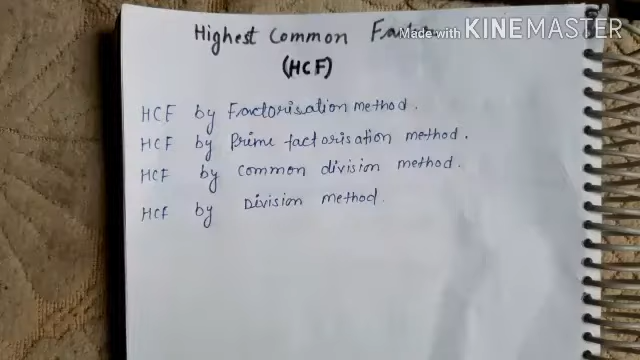 Highest Common
Made with KINEMASTER
(HCF)
HCF by Factorisation method.
HCF by Prime factorisation method.
HCF by common division method.
HCF by Division method.